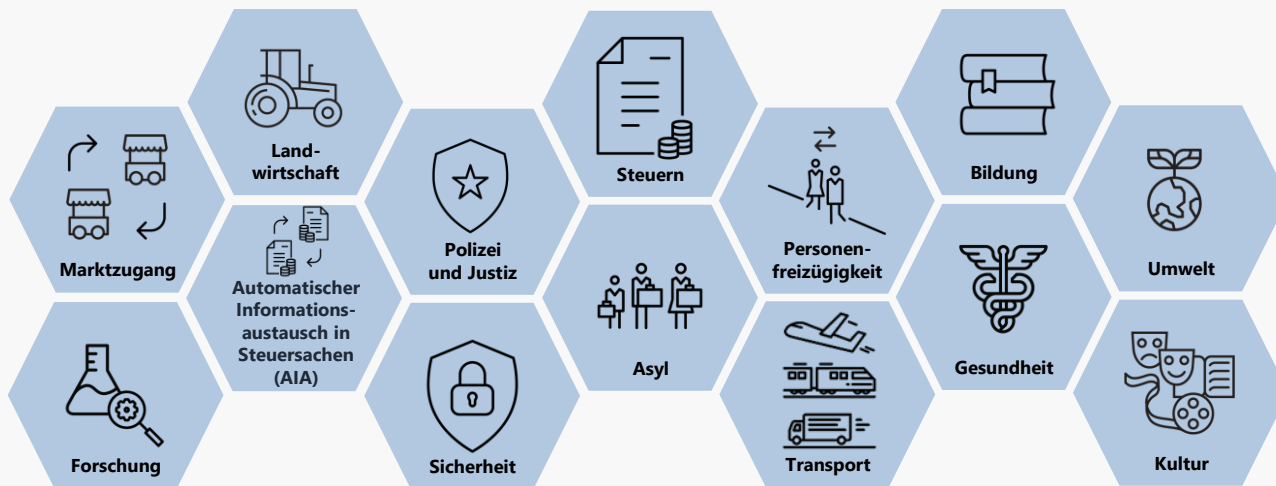 Marktzugang
Land-
wirtschaft
Polizei
und Justiz
Steuern
Personen-
freizügigkeit
Bildung
Umwelt
Forschung
Automatischer
Informations-
austausch in
Steuersachen
(AIA)
Sicherheit
Asyl
Transport
Gesundheit
Kultur